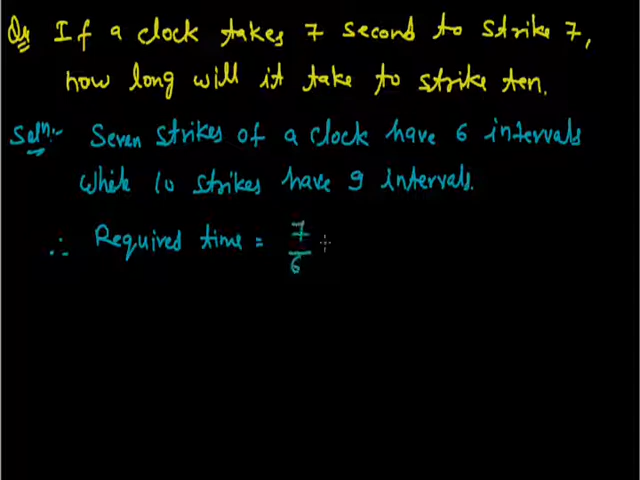 Qn If a clock takes 7 second to strike 7,
how long will it take to strike ten.
Soln:- Seven strikes of a clock have 6 intervals
while 10 strikes have 9 intervals.
∴ Required time = 7/6